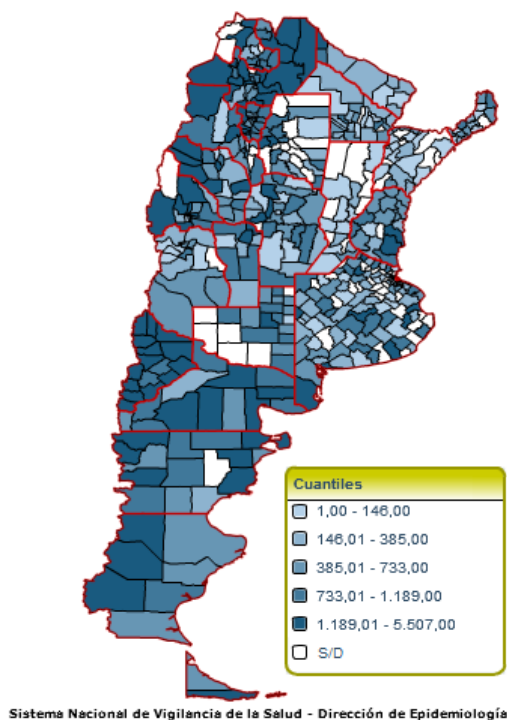 Cuantiles
1,00 - 146,00
146,01 - 385,00
385,01 - 733,00
733,01 - 1.189,00
1.189,01 - 5.507,00
S/D
Sistema Nacional de Vigilancia de la Salud - Dirección de Epidemiología